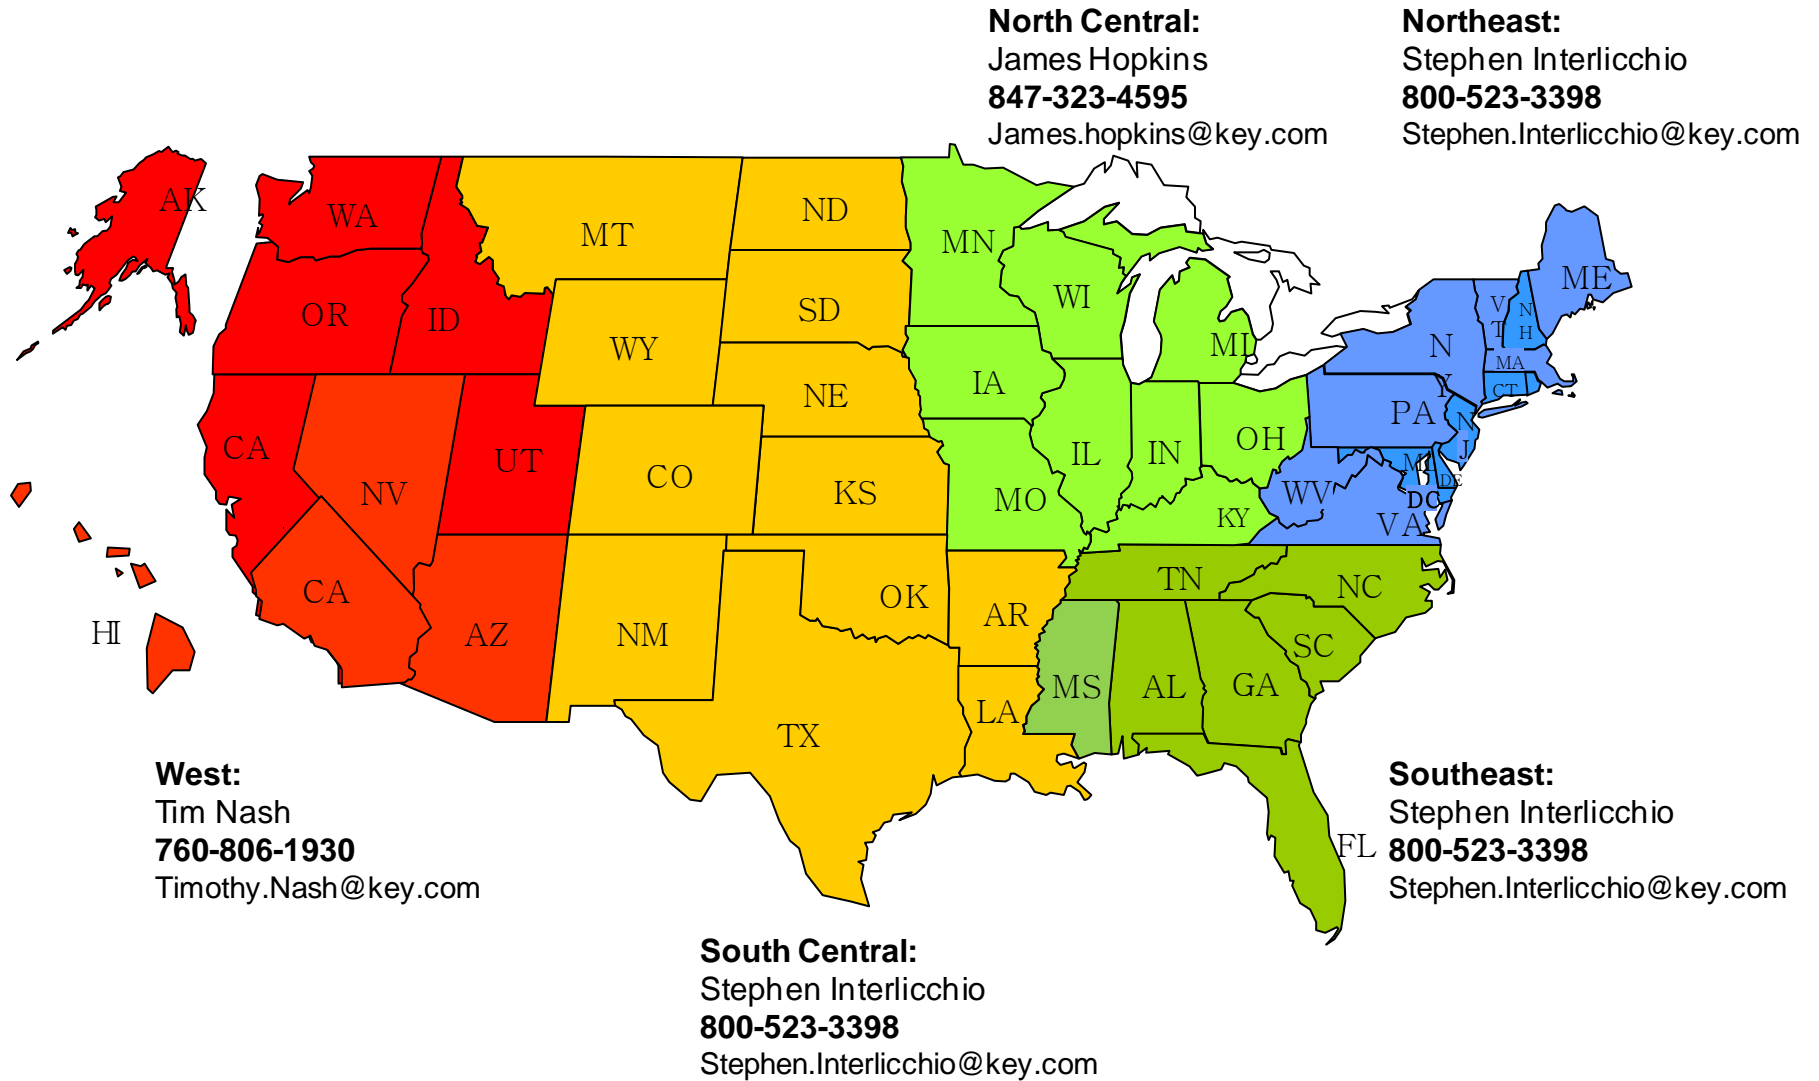 North Central:
James Hopkins
847-323-4595
James.hopkins@key.com
Northeast:
Stephen Interlicchio
800-523-3398
Stephen.Interlicchio@key.com
AK
WA
MT
ND
MN
OR
ID
SD
WI
WY
MI
ME
V
T
N
H
N
Y
MA
CT
NE
IA
PA
N
J
CA
NV
UT
CO
KS
MO
IL
IN
OH
WV
KY
VA
DE
DC
HI
CA
AZ
NM
OK
AR
TN
NC
SC
TX
LA
MS
AL
GA
FL
West:
Tim Nash
760-806-1930
Timothy.Nash@key.com
Southeast:
Stephen Interlicchio
800-523-3398
Stephen.Interlicchio@key.com
South Central:
Stephen Interlicchio
800-523-3398
Stephen.Interlicchio@key.com